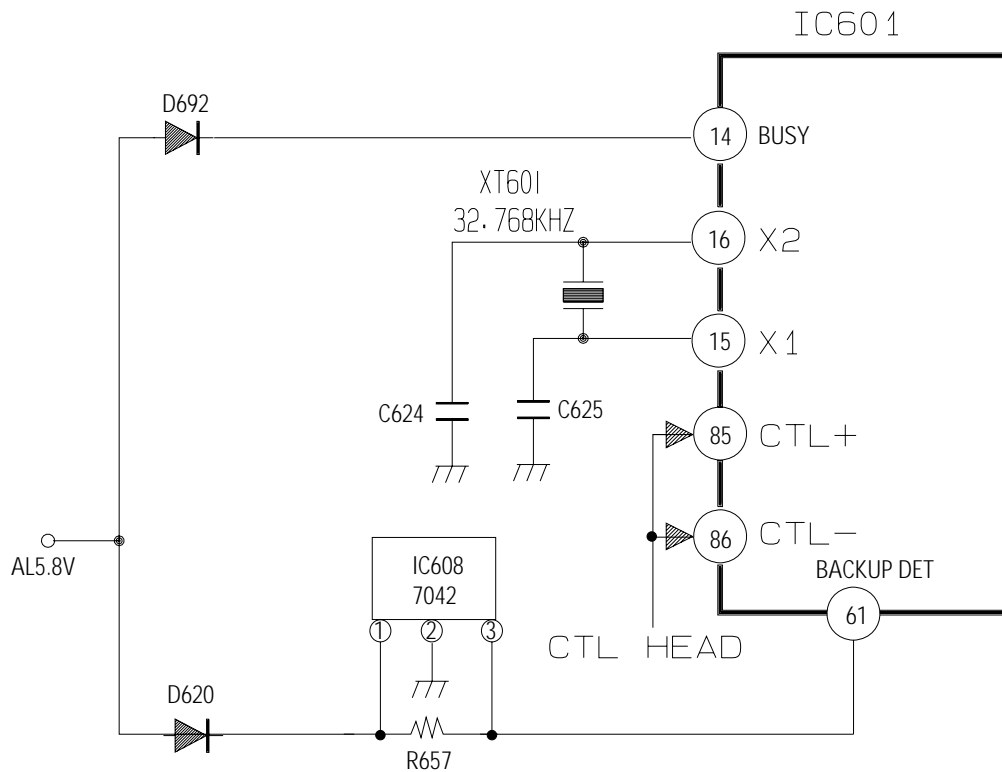 IC601
D692
14 BUSY
XT601
32.768KHZ
16 X2
15 X1
C624
C625
85 CTL+
86 CTL-
AL5.8V
IC608
7042
BACKUP DET
61
1 2 3
CTL HEAD
D620
R657